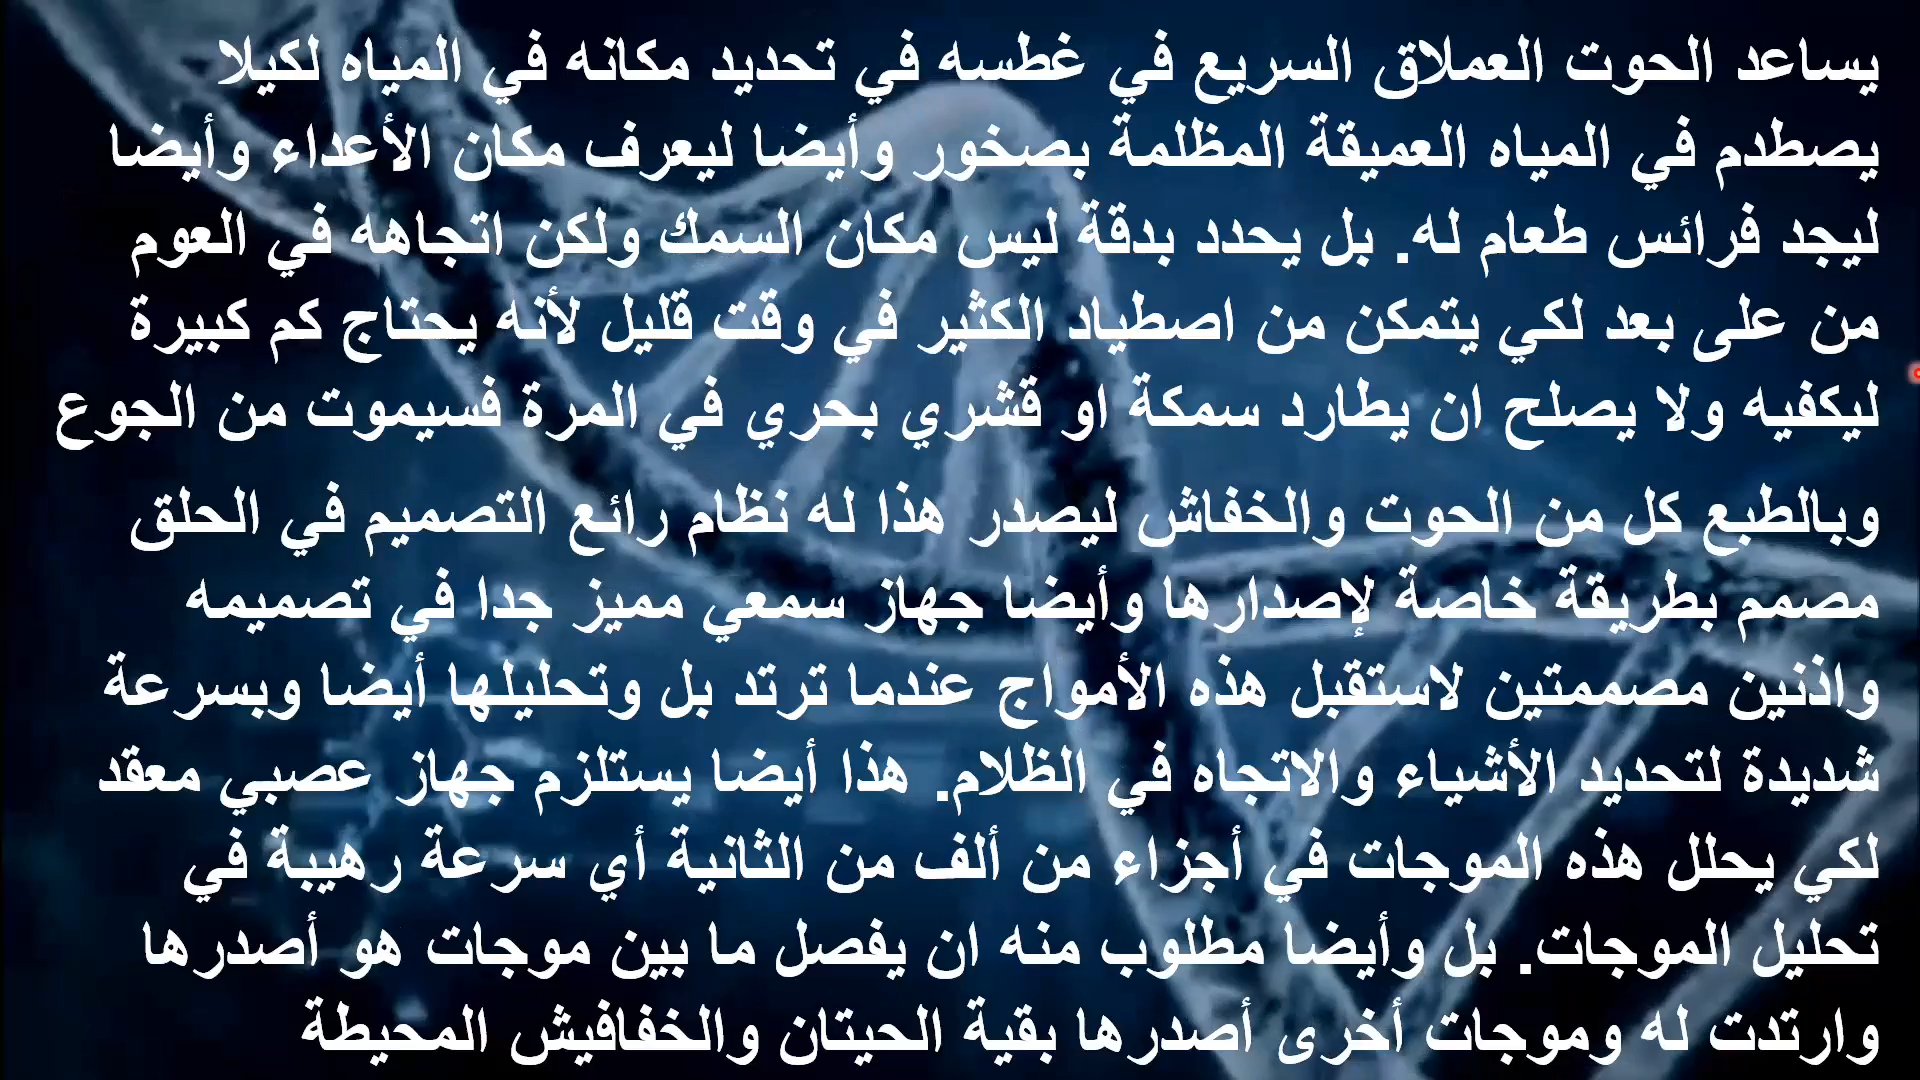 يساعد الحوت العملاق السريع في غطسه في تحديد مكانه في المياه لكيلا
يصطدم في المياه العميقة المظلمة بصخور وأيضا ليعرف مكان الأعداء وأيضا
ليجد فرائس طعام له. بل يحدد بدقة ليس مكان السمك ولكن اتجاهه في العوم
من على بعد لكي يتمكن من اصطياد الكثير في وقت قليل لأنه يحتاج كم كبيرة
ليكفيه ولا يصلح ان يطارد سمكة او قشري بحري في المرة فسيموت من الجوع
وبالطبع كل من الحوت والخفاش ليصدر هذا له نظام رائع التصميم في الحلق
مصمم بطريقة خاصة لإصدارها وأيضا جهاز سمعي مميز جدا في تصميمه
واذنين مصممتين لاستقبل هذه الأمواج عندما ترتد بل وتحليلها أيضا وبسرعة
شديدة لتحديد الأشياء والاتجاه في الظلام. هذا أيضا يستلزم جهاز عصبي معقد
لكي يحلل هذه الموجات في أجزاء من ألف من الثانية أي سرعة رهيبة في
تحليل الموجات. بل وأيضا مطلوب منه ان يفصل ما بين موجات هو أصدرها
وارتدت له وموجات أخرى أصدرها بقية الحيتان والخفافيش المحيطة